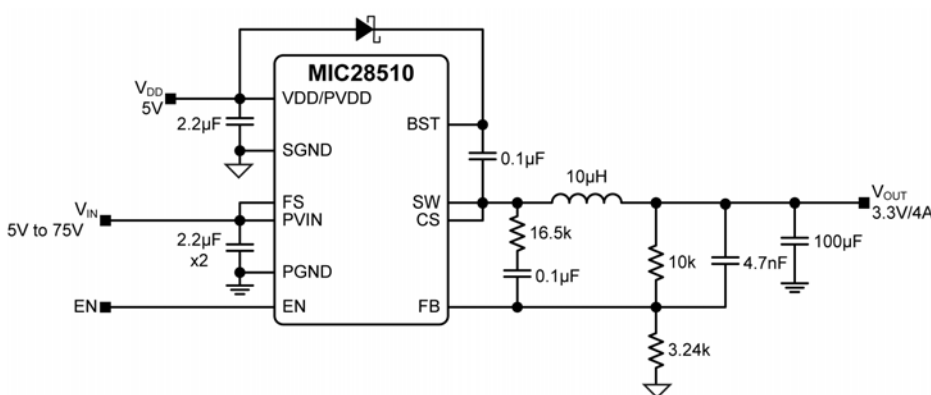 MIC28510
VDD
5V
VDD/PVDD
2.2µF
BST
SGND
0.1µF
10µH
VIN
5V to 75V
FS
PVIN
SW
CS
VOUT
3.3V/4A
2.2µF
x2
16.5k
10k
4.7nF
100µF
PGND
0.1µF
EN
EN
FB
3.24k